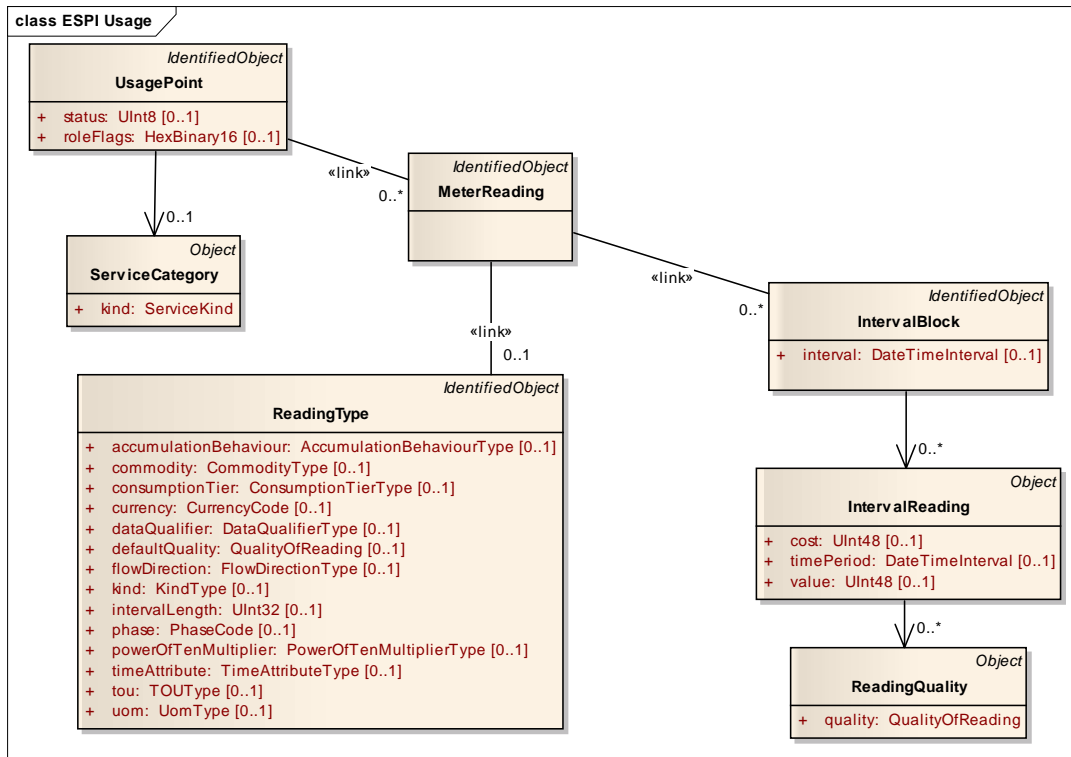 class ESPI Usage
IdentifiedObject
UsagePoint
+ status: UInt8 [0..1]
+ roleFlags: HexBinary16 [0..1]
«link»
0..*
0..1
IdentifiedObject
MeterReading
Object
ServiceCategory
+ kind: ServiceKind
«link»
0..1
«link»
0..*
IdentifiedObject
IntervalBlock
+ interval: DateTimeInterval [0..1]
IdentifiedObject
ReadingType
+ accumulationBehaviour: AccumulationBehaviourType [0..1]
+ commodity: CommodityType [0..1]
+ consumptionTier: ConsumptionTierType [0..1]
+ currency: CurrencyCode [0..1]
+ dataQualifier: DataQualifierType [0..1]
+ defaultQuality: QualityOfReading [0..1]
+ flowDirection: FlowDirectionType [0..1]
+ kind: KindType [0..1]
+ intervalLength: UInt32 [0..1]
+ phase: PhaseCode [0..1]
+ powerOfTenMultiplier: PowerOfTenMultiplierType [0..1]
+ timeAttribute: TimeAttributeType [0..1]
+ tou: TOUType [0..1]
+ uom: UomType [0..1]
0..*
Object
IntervalReading
+ cost: UInt48 [0..1]
+ timePeriod: DateTimeInterval [0..1]
+ value: UInt48 [0..1]
0..*
Object
ReadingQuality
+ quality: QualityOfReading